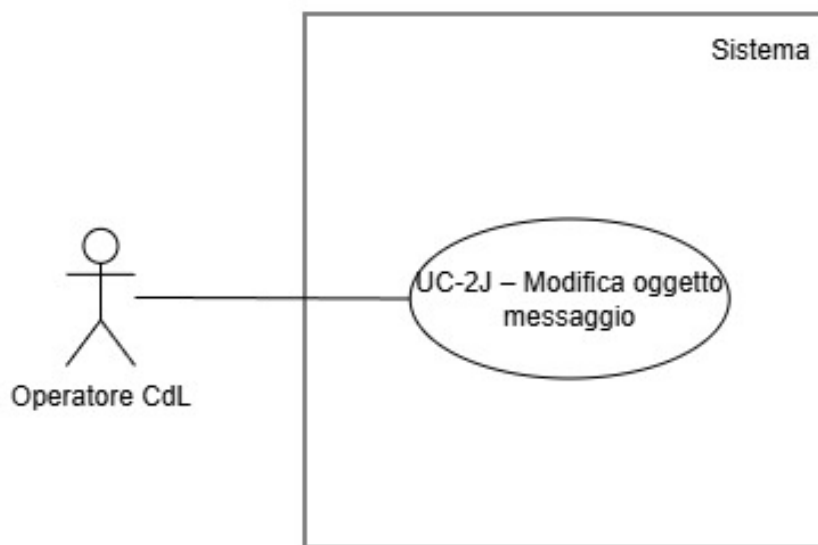 Sistema
UC-2J – Modifica oggetto
messaggio
Operatore CdL